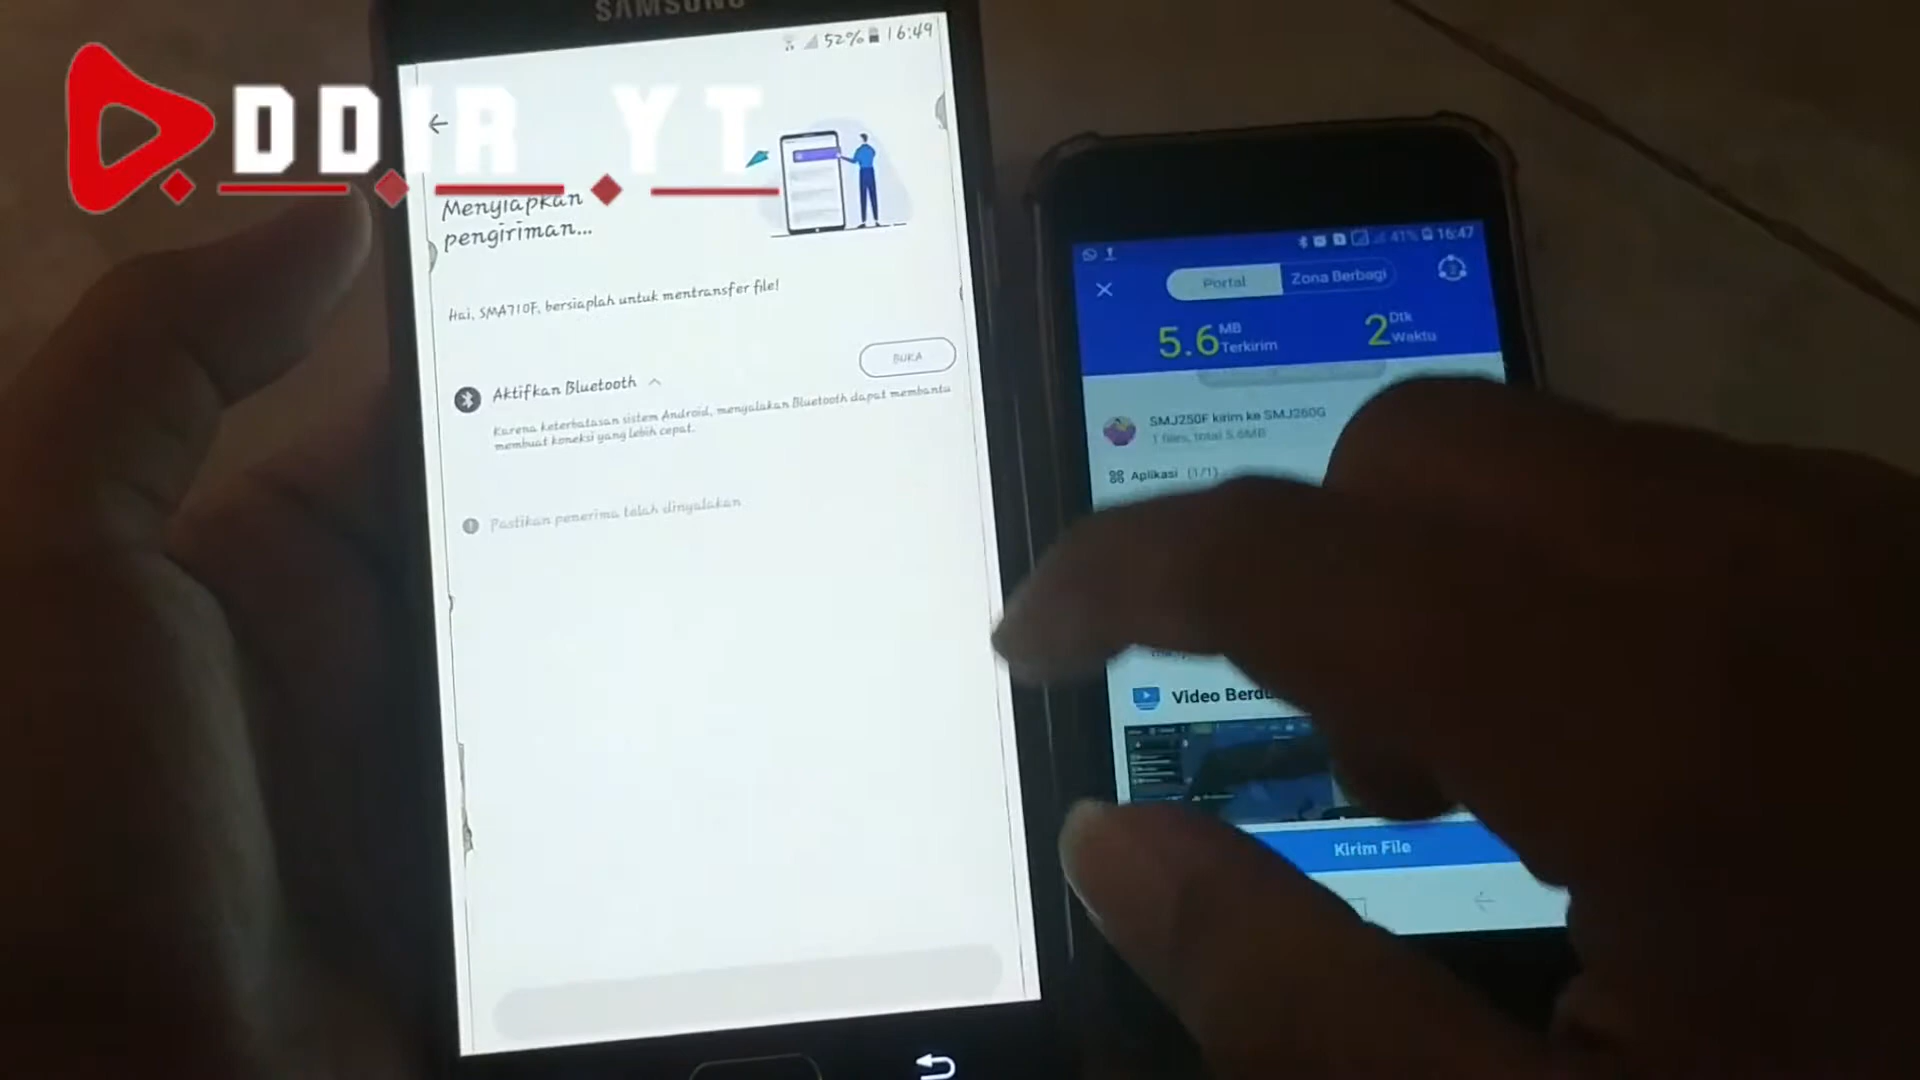 SAMSUNG
52% 16:49
DDIR YT
Menyiapkan
pengiriman...
Hai, SMA710F, bersiaplah untuk mentransfer file!
BUKA
Aktifkan Bluetooth
Karena keterbatasan sistem Android, menyalakan Bluetooth dapat membantu
membuat koneksi yang lebih cepat.
Pastikan penerima telah dinyalakan
41% 16:47
Portal Zona Berbagi
5.6 MB Terkirim
2 Dtk Waktu
SMJ250F kirim ke SMJ260G
1 files, total 5.6MB
Aplikasi (1/1)
Video
Kirim File